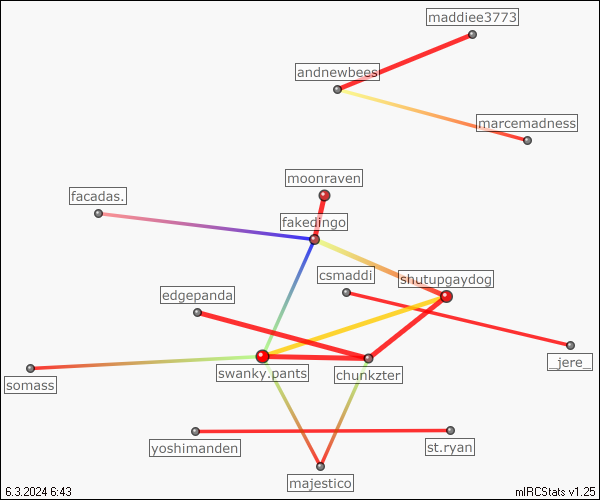 maddiee3773
andnewbees
marcemadness
moonraven
facadas.
fakedingo
csmaddi
shutupgaydog
edgepanda
_jere_
somass
swanky.pants
chunkzter
yoshimanden
st.ryan
majestico
6.3.2024 6:43
mIRCStats v1.25